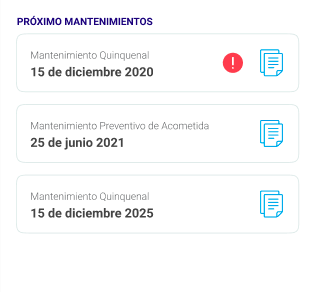 PRÓXIMO MANTENIMIENTOS
Mantenimiento Quinquenal
15 de diciembre 2020
Mantenimiento Preventivo de Acometida
25 de junio 2021
Mantenimiento Quinquenal
15 de diciembre 2025